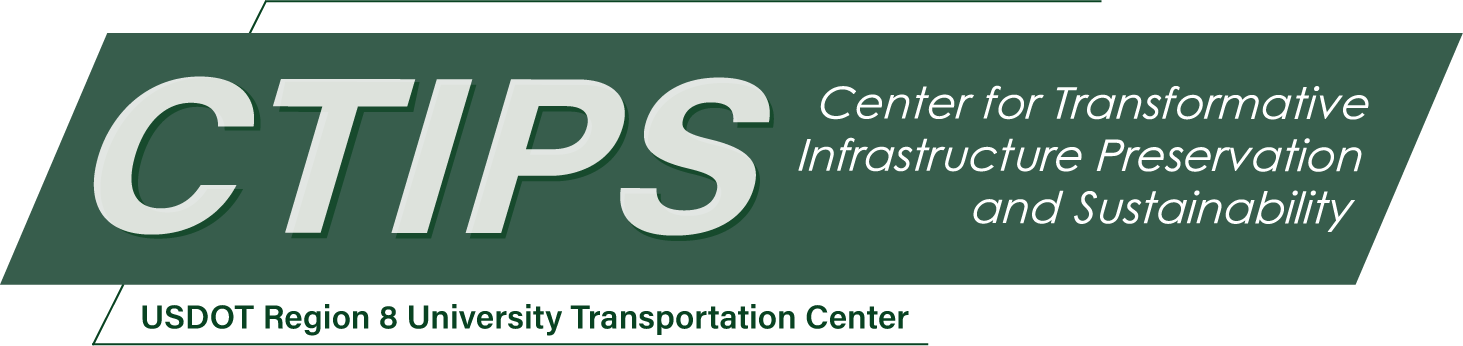 CTIPS
Center for Transformative
Infrastructure Preservation
and Sustainability
USDOT Region 8 University Transportation Center